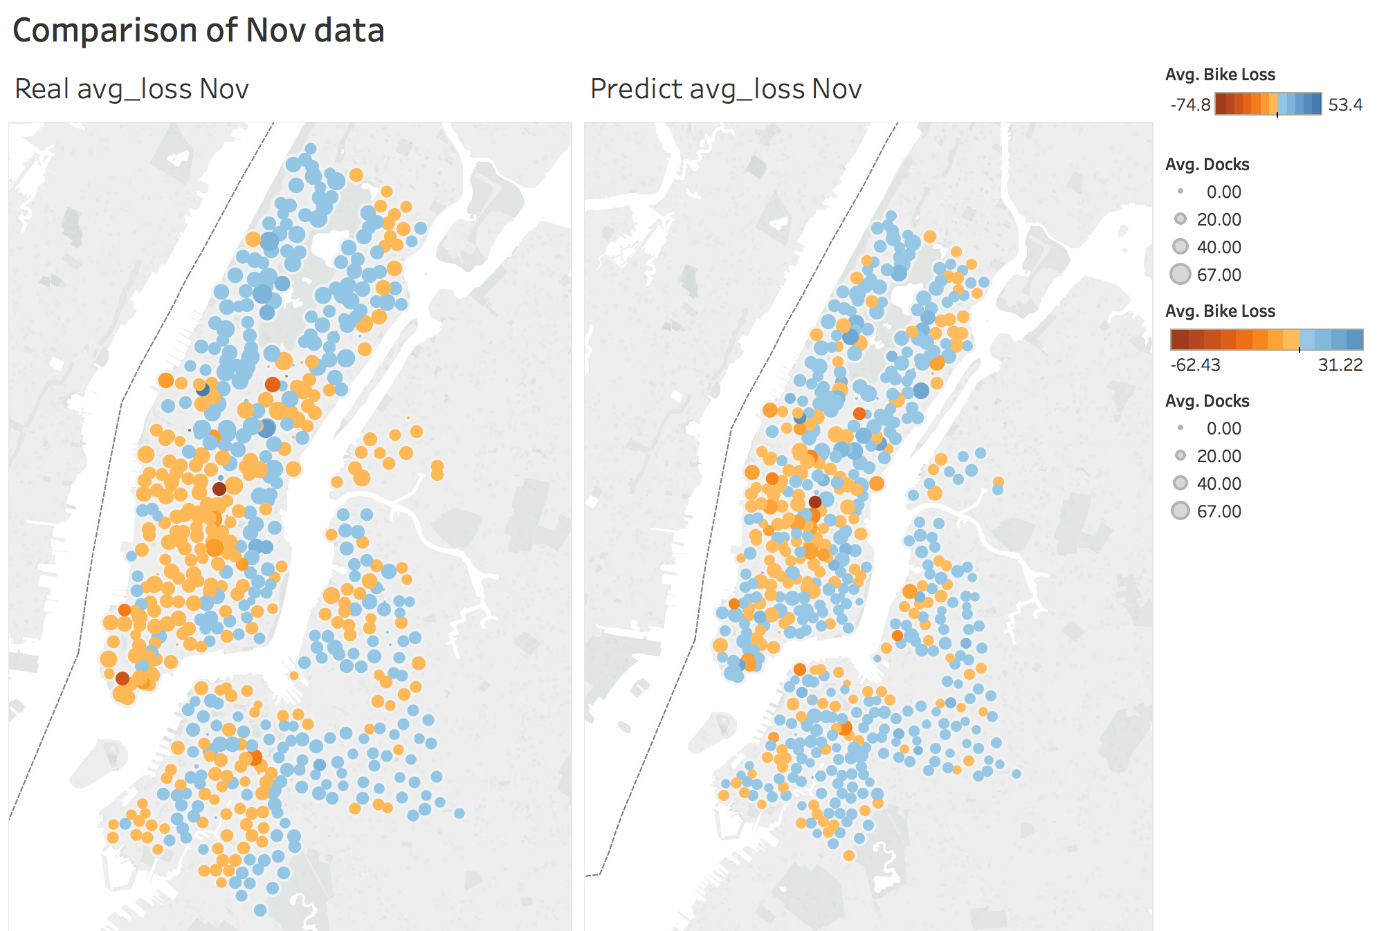 Comparison of Nov data
Real avg_loss Nov
Predict avg_loss Nov
Avg. Bike Loss
-74.8 53.4
Avg. Docks
0.00
20.00
40.00
67.00
Avg. Bike Loss
-62.43 31.22
Avg. Docks
0.00
20.00
40.00
67.00